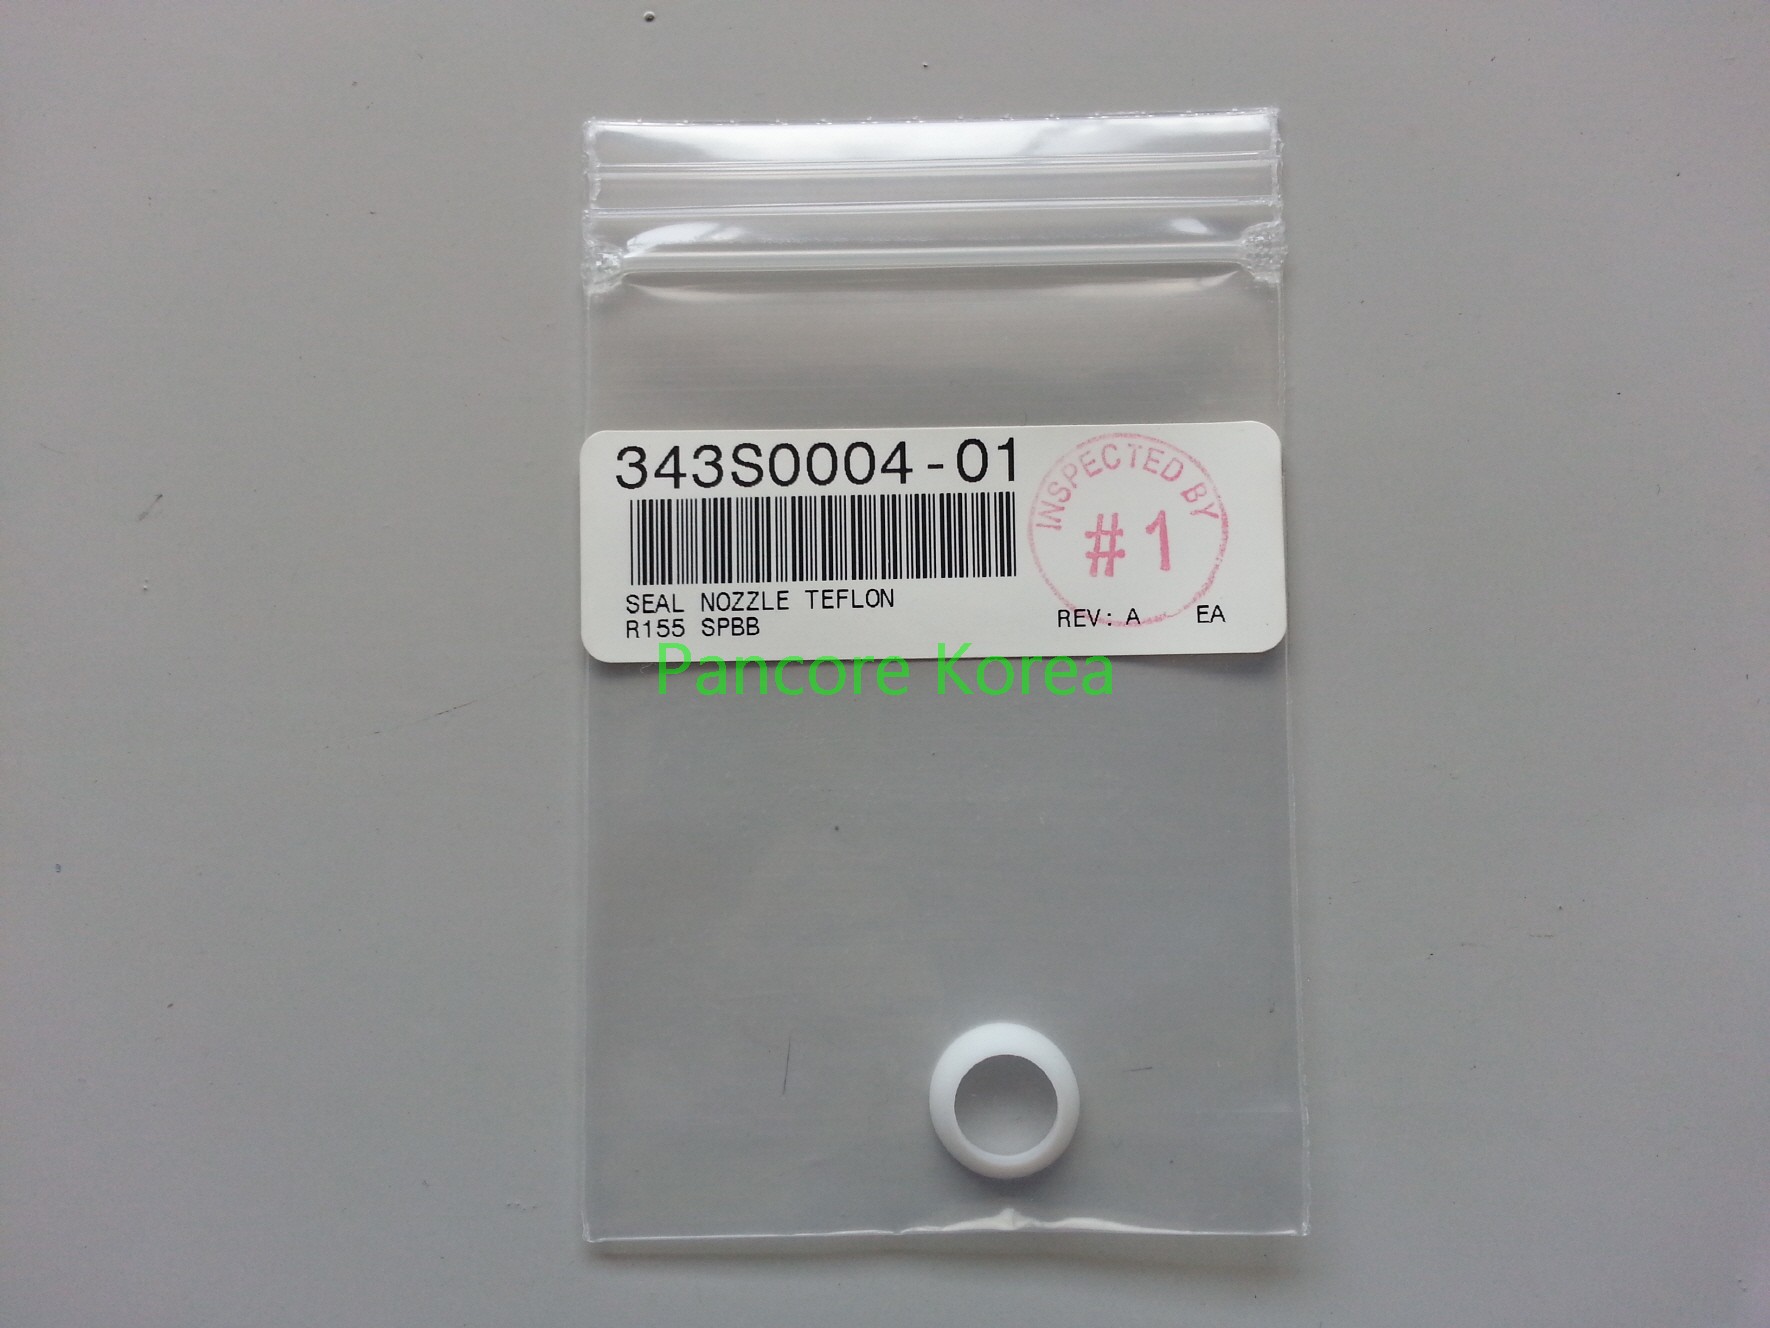 343S0004-01
INSPECTED BY
#1
SEAL NOZZLE TEFLON
R155 SPBB
REV: A EA
Pancore Korea